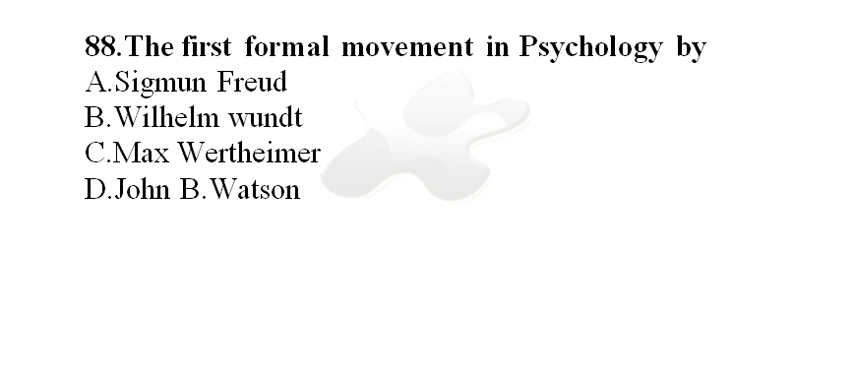 88.The first formal movement in Psychology by
A.Sigmun Freud
B.Wilhelm wundt
C.Max Wertheimer
D.John B.Watson